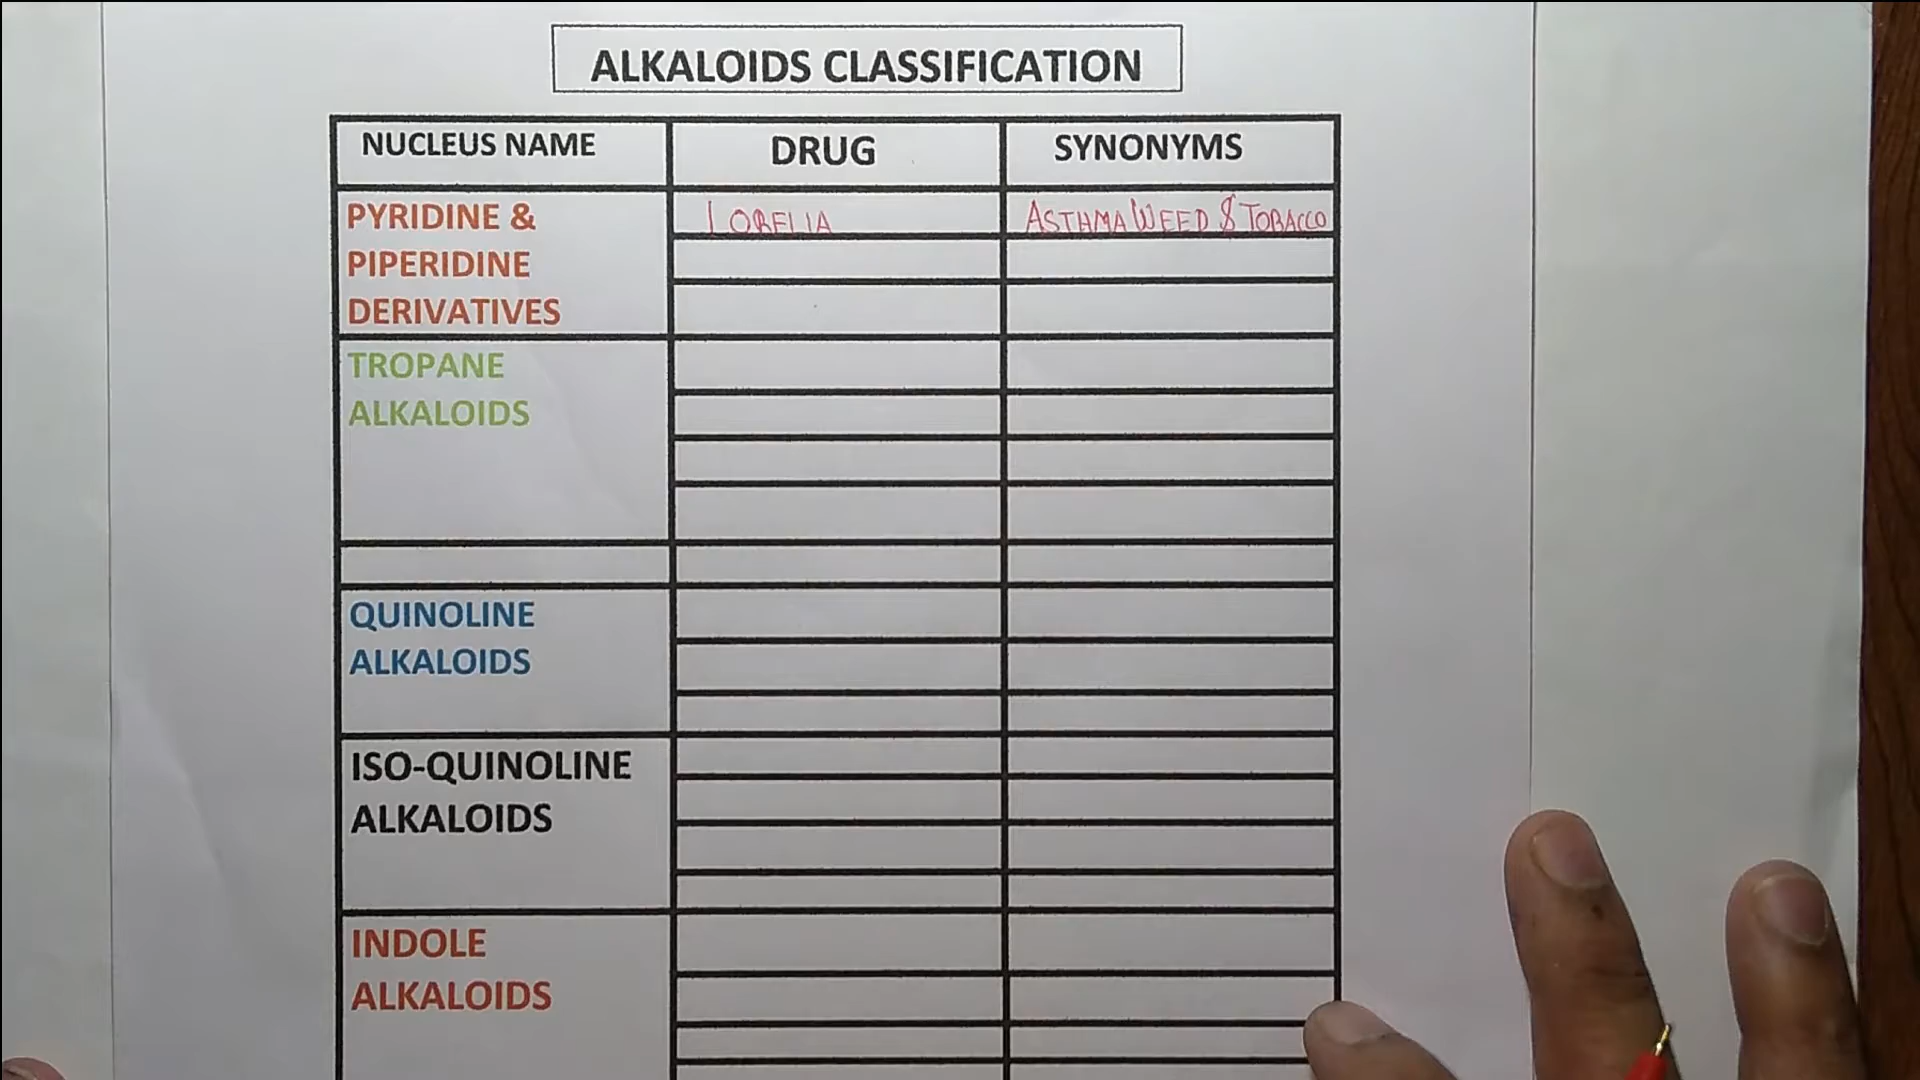 ALKALOIDS CLASSIFICATION
NUCLEUS NAME DRUG SYNONYMS
PYRIDINE & PIPERIDINE DERIVATIVES
LOBELIA ASTHMA WEED & TOBACCO
TROPANE
ALKALOIDS
QUINOLINE
ALKALOIDS
ISO-QUINOLINE
ALKALOIDS
INDOLE
ALKALOIDS